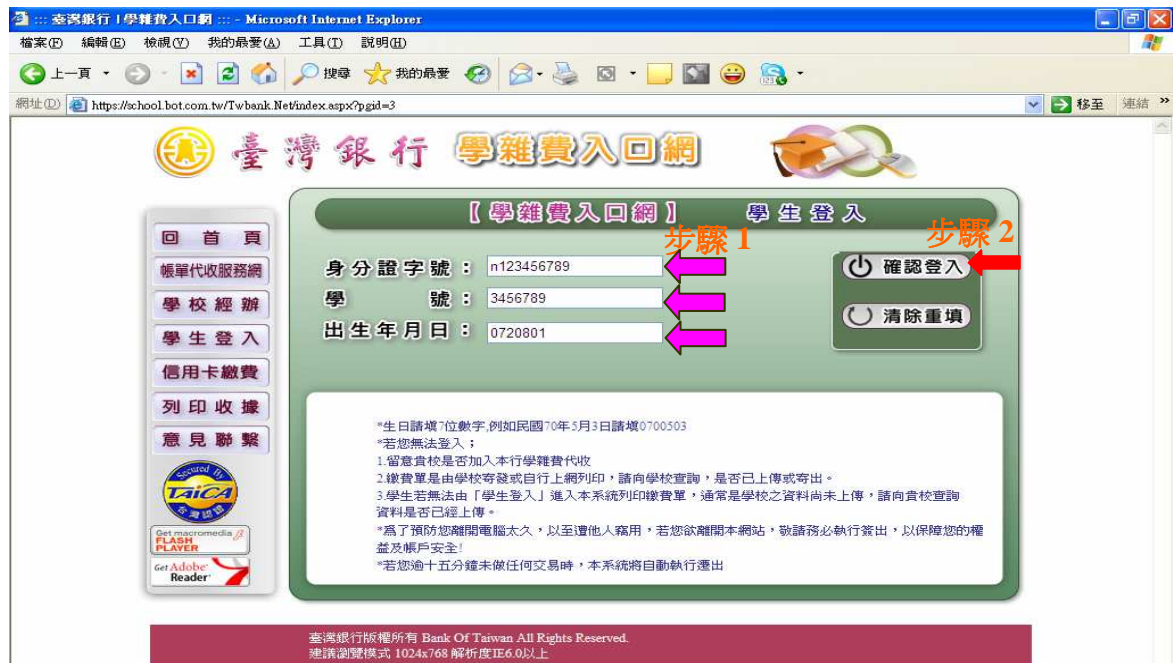 ::: 臺灣銀行 | 學雜費入口網 ::: - Microsoft Internet Explorer
檔案(F) 編輯(E) 檢視(V) 我的最愛(A) 工具(T) 說明(H)
上一頁 搜尋 我的最愛
網址(D) https://school.bot.com.tw/Twbank.Net/index.aspx?pgid=3 移至 連結 »
臺灣銀行 學雜費入口網
【學雜費入口網】 學生登入
步驟 1
步驟 2
身分證字號： n123456789
學 號： 3456789
出生年月日： 0720801
確認登入
清除重填
回首頁
帳單代收服務網
學校經辦
學生登入
信用卡繳費
列印收據
意見聯繫
Secured By
TAiCA
Get macromedia
FLASH
PLAYER
Get Adobe
Reader
*生日請填7位數字,例如民國70年5月3日請填0700503
*若您無法登入；
1.留意貴校是否加入本行學雜費代收
2.繳費單是由學校寄發或自行上網列印，請向學校查詢，是否已上傳或寄出。
3.學生若無法由「學生登入」進入本系統列印繳費單，通常是學校之資料尚未上傳，請向貴校查詢
資料是否已經上傳。
*為了預防您離開電腦太久，以至遭他人竊用，若您欲離開本網站，敬請務必執行簽出，以保障您的權
益及帳戶安全!
*若您逾十五分鐘未做任何交易時，本系統將自動執行遷出
臺灣銀行版權所有 Bank Of Taiwan All Rights Reserved.
建議瀏覽模式 1024x768 解析度IE6.0以上